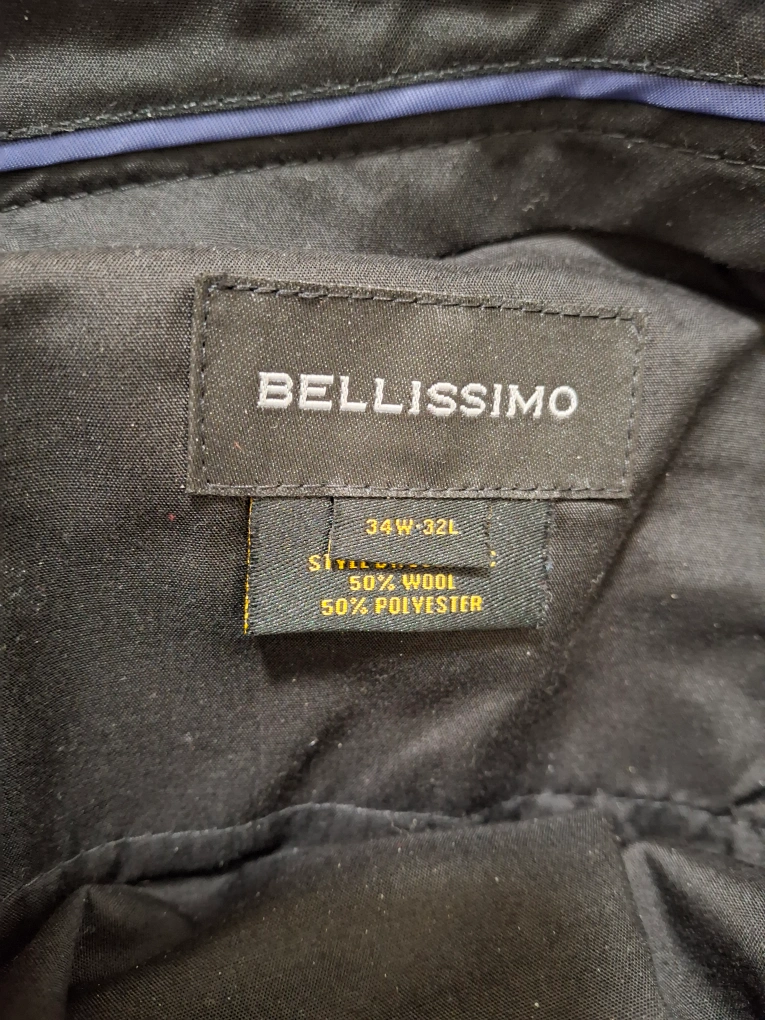 BELLISSIMO
34W·32L
50% WOOL
50% POLYESTER